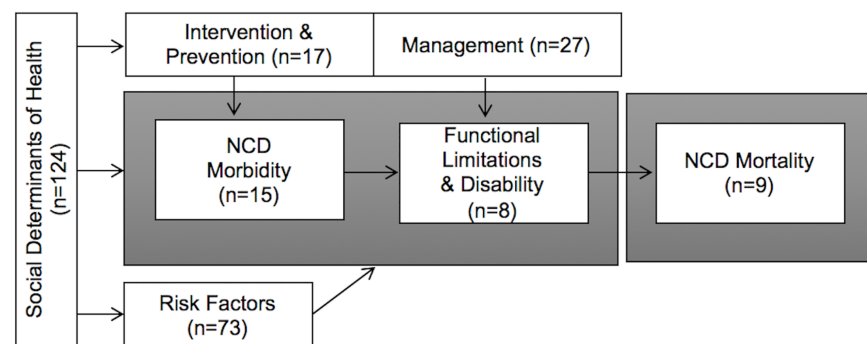 Social Determinants of Health
(n=124)
Intervention &
Prevention (n=17)
Management (n=27)
NCD
Morbidity
(n=15)
Functional
Limitations
& Disability
(n=8)
NCD Mortality
(n=9)
Risk Factors
(n=73)